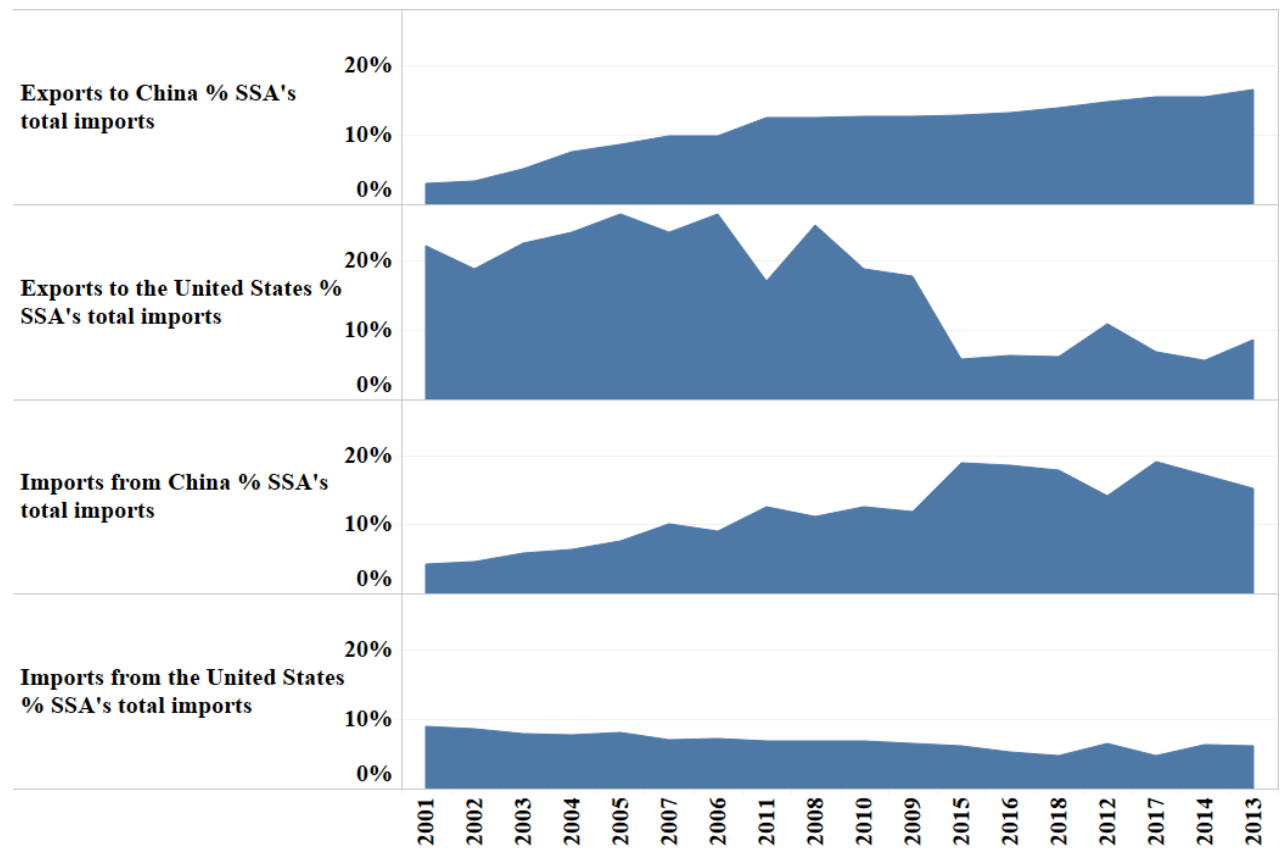 20%
Exports to China % SSA's
total imports
10%
0%
20%
Exports to the United States %
SSA's total imports
10%
0%
20%
Imports from China % SSA's
total imports
10%
0%
20%
Imports from the United States
% SSA's total imports
10%
0%
2001 2002 2003 2004 2005 2007 2006 2011 2008 2010 2009 2015 2016 2018 2012 2017 2014 2013